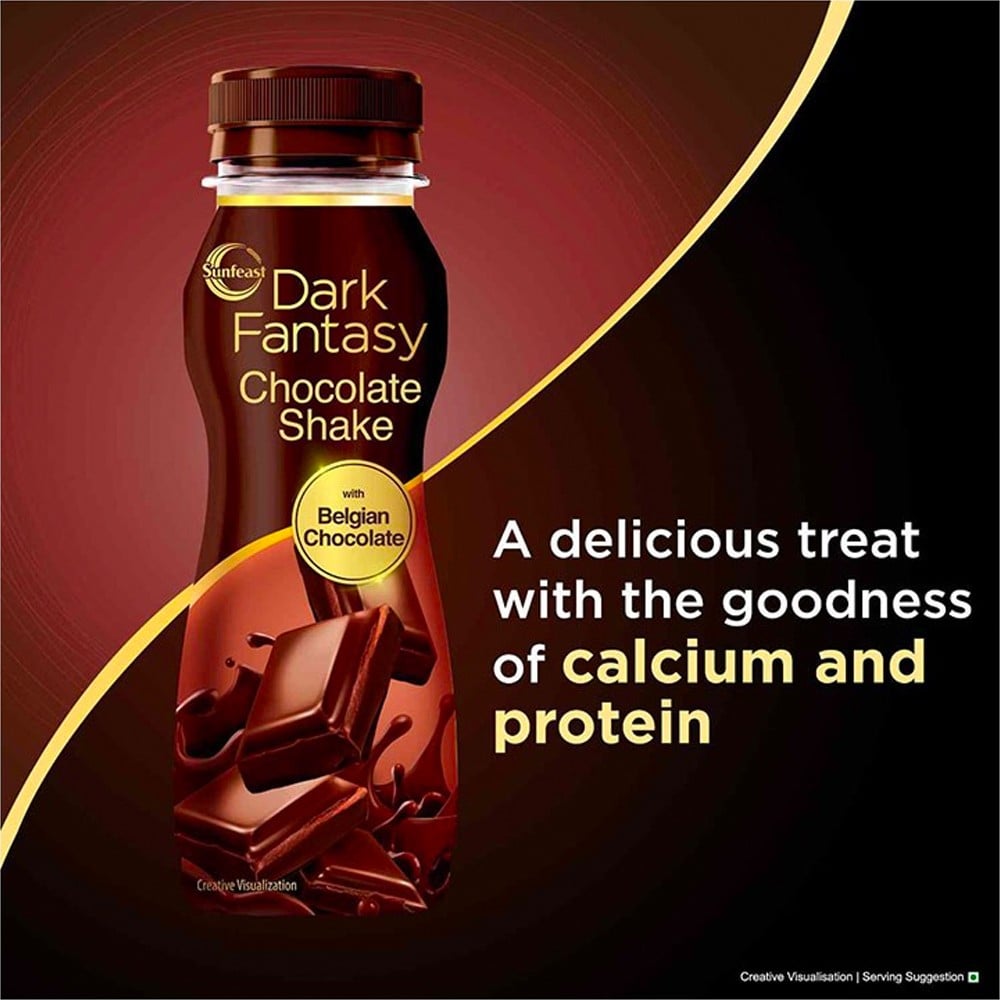 Sunfeast
Dark
Fantasy
Chocolate
Shake
with
Belgian
Chocolate
Creative Visualization
A delicious treat
with the goodness
of calcium and
protein
Creative Visualisation | Serving Suggestion